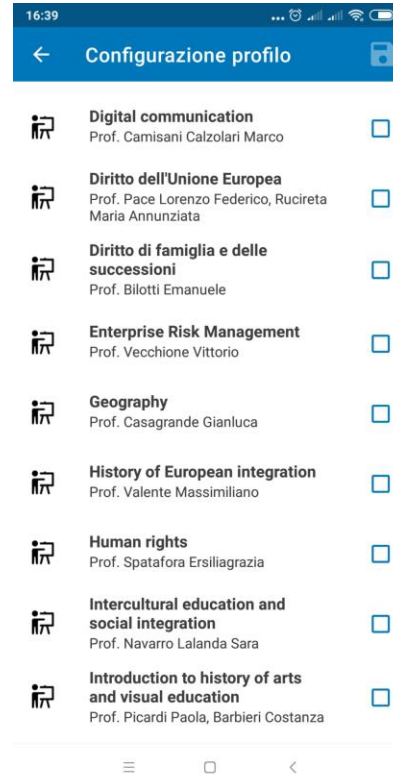 16:39
...
Configurazione profilo
Digital communication
Prof. Camisani Calzolari Marco
Diritto dell'Unione Europea
Prof. Pace Lorenzo Federico, Rucireta
Maria Annunziata
Diritto di famiglia e delle
successioni
Prof. Bilotti Emanuele
Enterprise Risk Management
Prof. Vecchione Vittorio
Geography
Prof. Casagrande Gianluca
History of European integration
Prof. Valente Massimiliano
Human rights
Prof. Spatafora Ersiliagrazia
Intercultural education and
social integration
Prof. Navarro Lalanda Sara
Introduction to history of arts
and visual education
Prof. Picardi Paola, Barbieri Costanza